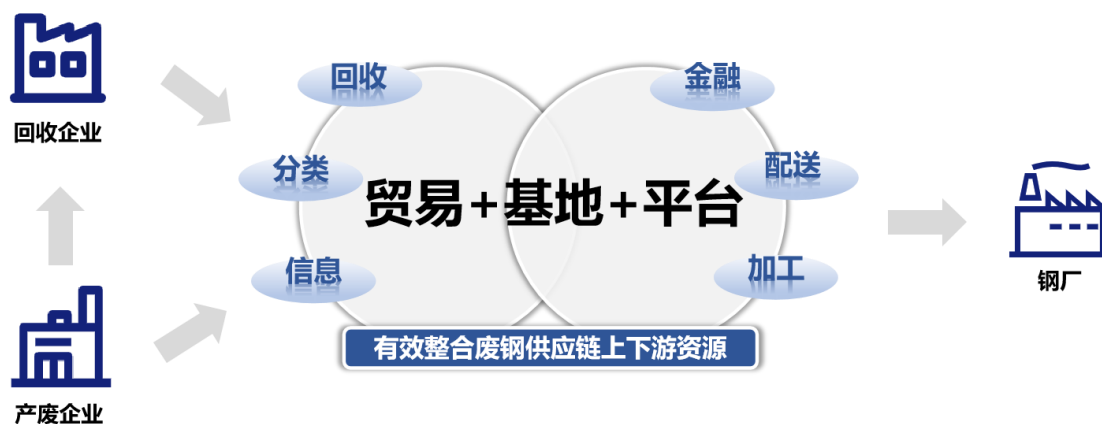 回收企业
产废企业
回收
分类
信息
贸易+基地+平台
金融
配送
加工
有效整合废钢供应链上下游资源
钢厂